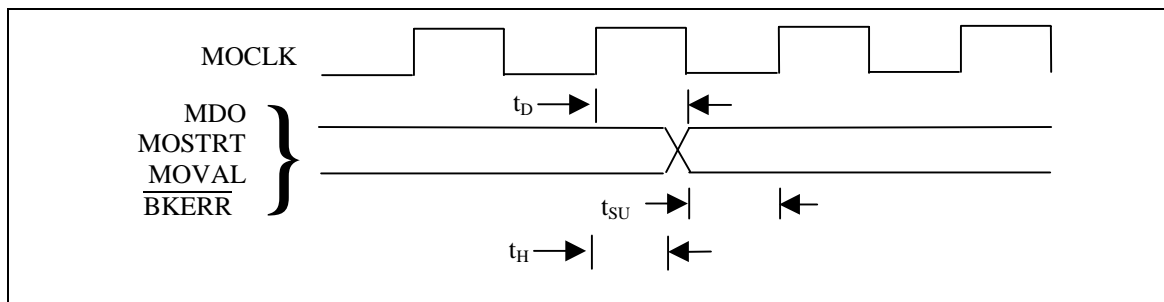 MOCLK
MDO
MOSTRT
MOVAL
BKERR
tD
tSU
tH